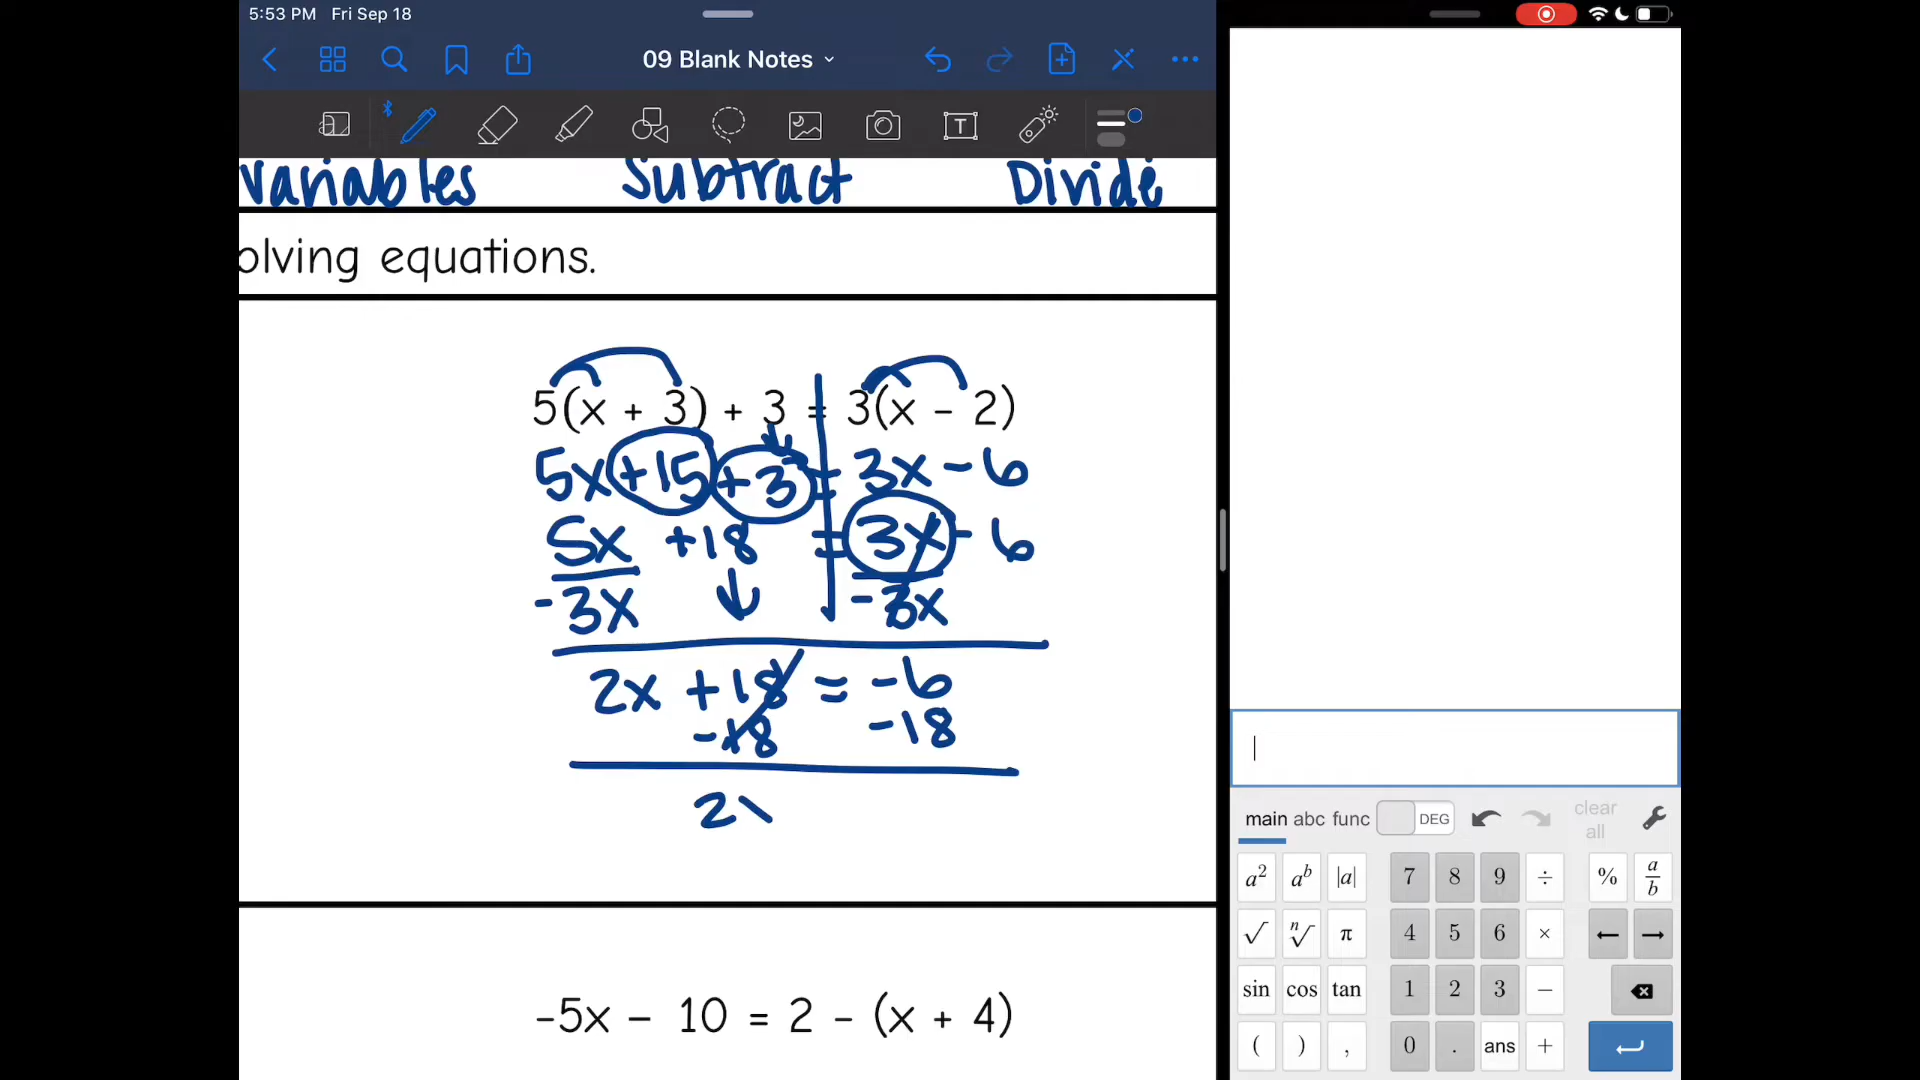 5:53 PM Fri Sep 18
09 Blank Notes
T
variables Subtract Divide
olving equations.
5(x + 3) + 3 = 3(x - 2)
5x +15 +3 = 3x - 6
5x +18 = 3x - 6
-3x -3x
2x +18 = -6
-18 -18
2
-5x - 10 = 2 - (x + 4)
main abc func DEG clear all
a² aᵇ |a| 7 8 9 ÷ % a/b
√ ⁿ√ π 4 5 6 × ← →
sin cos tan 1 2 3 −
( ) , 0 . ans +